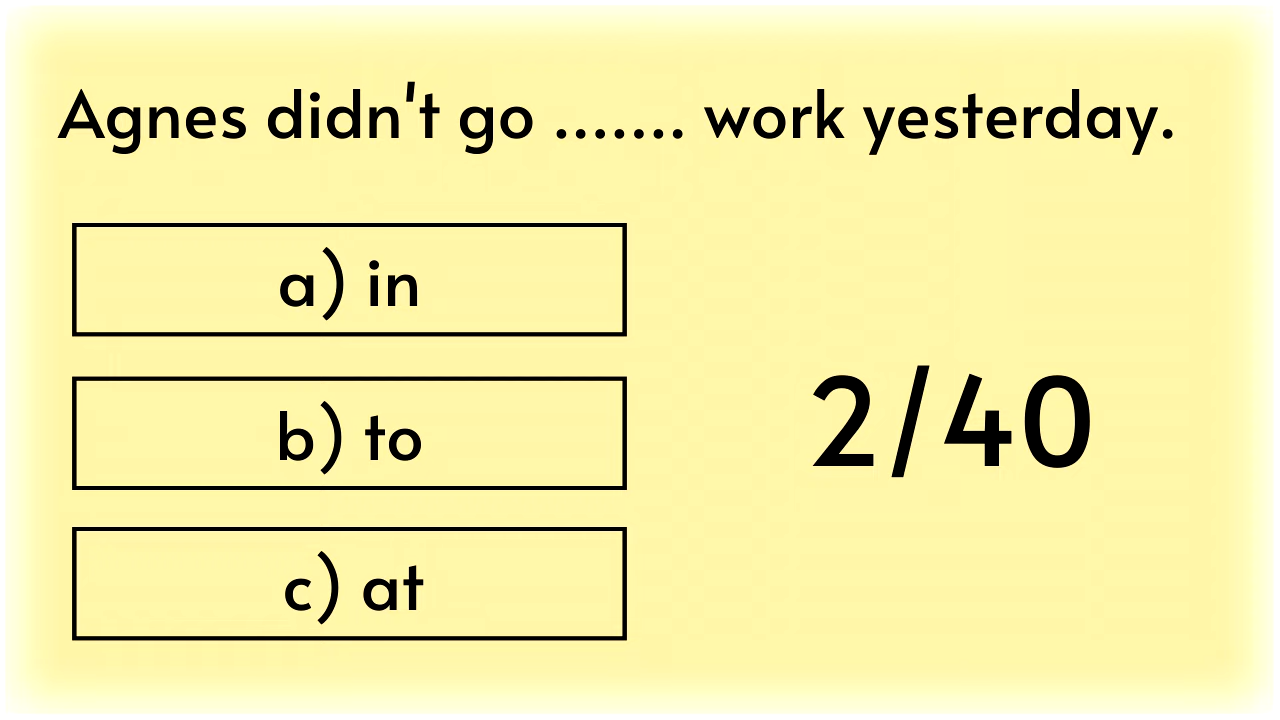 Agnes didn't go ....... work yesterday.
a) in
b) to
2/40
c) at